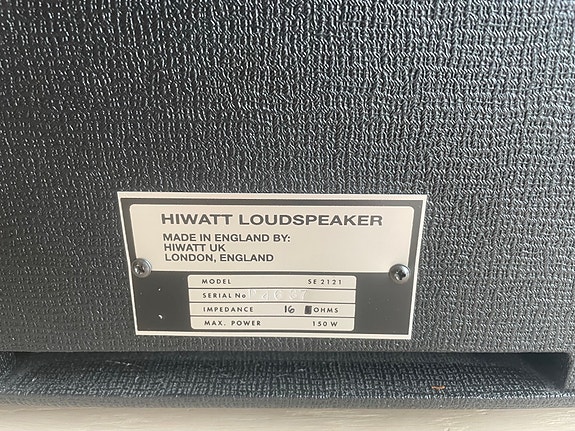 HIWATT LOUDSPEAKER
MADE IN ENGLAND BY:
HIWATT UK
LONDON, ENGLAND
MODEL SE 2121
SERIAL No
IMPEDANCE 16 OHMS
MAX. POWER 150 W